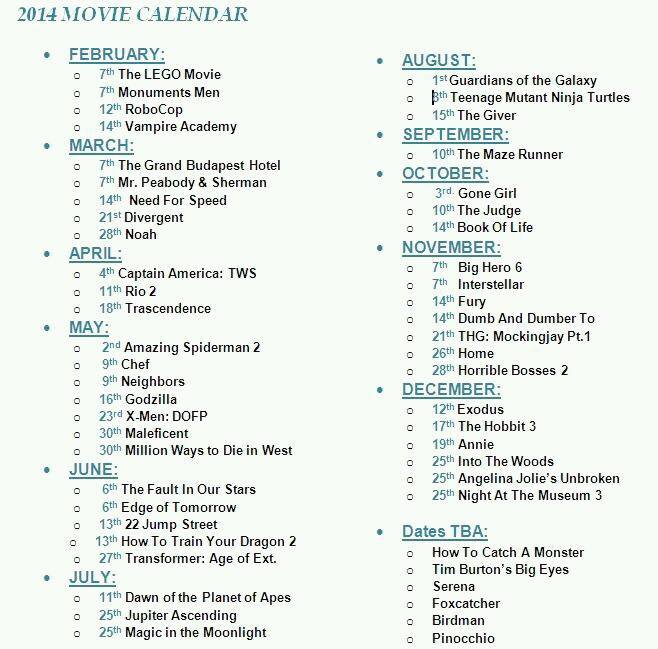 2014 MOVIE CALENDAR
FEBRUARY:
7th The LEGO Movie
7th Monuments Men
12th RoboCop
14th Vampire Academy
MARCH:
7th The Grand Budapest Hotel
7th Mr. Peabody & Sherman
14th Need For Speed
21st Divergent
28th Noah
APRIL:
4th Captain America: TWS
11th Rio 2
18th Trascendence
MAY:
2nd Amazing Spiderman 2
9th Chef
9th Neighbors
16th Godzilla
23rd X-Men: DOFP
30th Maleficent
30th Million Ways to Die in West
JUNE:
6th The Fault In Our Stars
6th Edge of Tomorrow
13th 22 Jump Street
13th How To Train Your Dragon 2
27th Transformer: Age of Ext.
JULY:
11th Dawn of the Planet of Apes
25th Jupiter Ascending
25th Magic in the Moonlight
AUGUST:
1st Guardians of the Galaxy
8th Teenage Mutant Ninja Turtles
15th The Giver
SEPTEMBER:
10th The Maze Runner
OCTOBER:
3rd. Gone Girl
10th The Judge
14th Book Of Life
NOVEMBER:
7th Big Hero 6
7th Interstellar
14th Fury
14th Dumb And Dumber To
21th THG: Mockingjay Pt.1
26th Home
28th Horrible Bosses 2
DECEMBER:
12th Exodus
17th The Hobbit 3
19th Annie
25th Into The Woods
25th Angelina Jolie's Unbroken
25th Night At The Museum 3
Dates TBA:
How To Catch A Monster
Tim Burton's Big Eyes
Serena
Foxcatcher
Birdman
Pinocchio